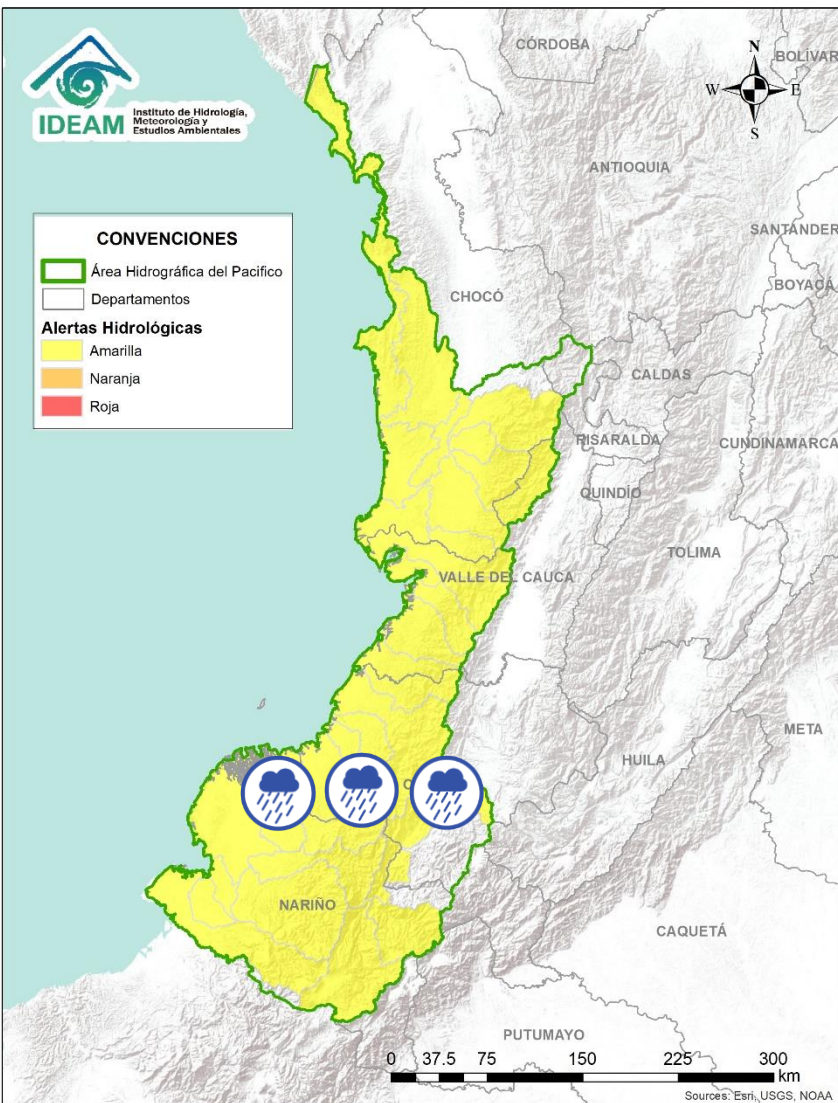 IDEAM
Instituto de Hidrología,
Meteorología y
Estudios Ambientales
CÓRDOBA
BOLÍVAR
N
W
E
S
ANTIOQUIA
SANTANDER
BOYACÁ
CONVENCIONES
Área Hidrográfica del Pacifico
Departamentos
Alertas Hidrológicas
Amarilla
Naranja
Roja
CHOCÓ
CALDAS
RISARALDA
CUNDINAMARCA
QUINDÍO
TOLIMA
VALLE DEL CAUCA
META
HUILA
NARIÑO
CAQUETÁ
PUTUMAYO
0 37.5 75 150 225 300
km
Sources: Esri, USGS, NOAA